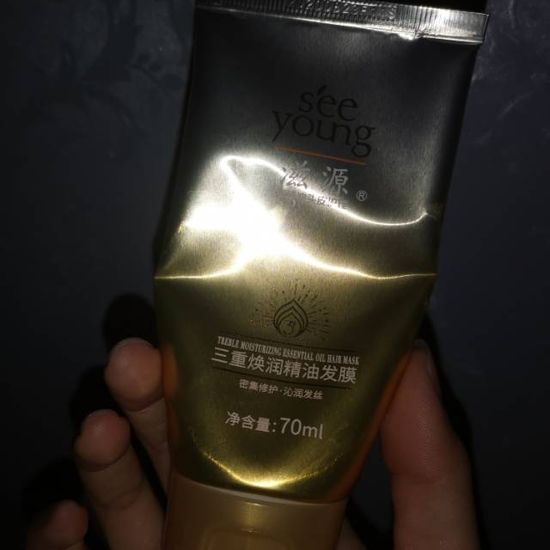 see
young
滋源
®
TREBLE MOISTURIZING ESSENTIAL OIL HAIR MASK
三重焕润精油发膜
密集修护·沁润发丝
净含量:70ml